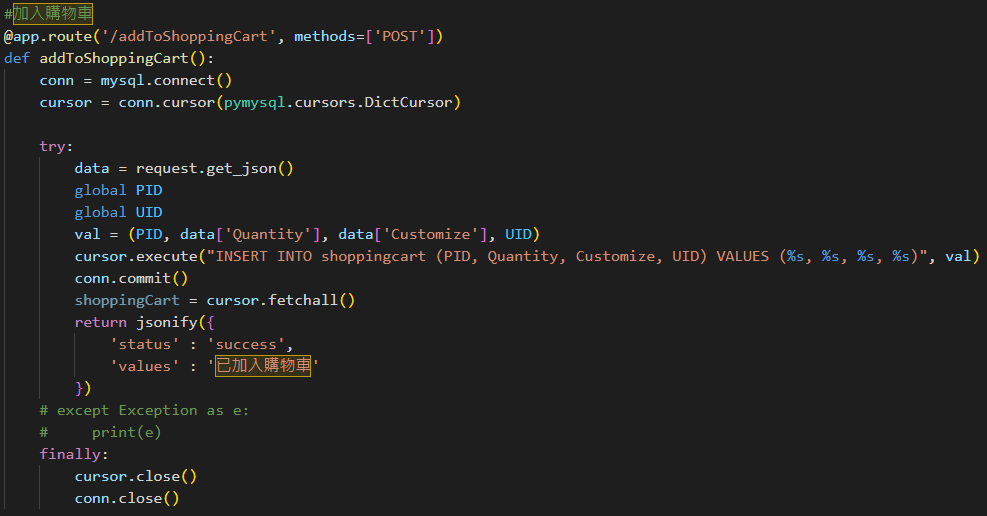 #加入購物車
@app.route('/addToShoppingCart', methods=['POST'])
def addToShoppingCart():
    conn = mysql.connect()
    cursor = conn.cursor(pymysql.cursors.DictCursor)
    try:
        data = request.get_json()
        global PID
        global UID
        val = (PID, data['Quantity'], data['Customize'], UID)
        cursor.execute("INSERT INTO shoppingcart (PID, Quantity, Customize, UID) VALUES (%s, %s, %s, %s)", val)
        conn.commit()
        shoppingCart = cursor.fetchall()
        return jsonify({
            'status' : 'success',
            'values' : '已加入購物車'
        })
    # except Exception as e:
    #     print(e)
    finally:
        cursor.close()
        conn.close()